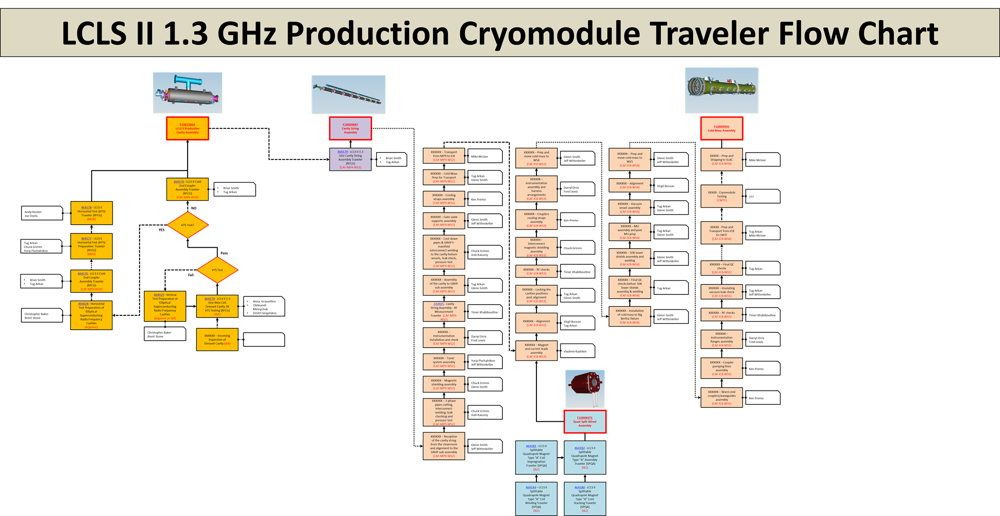 LCLS II 1.3 GHz Production Cryomodule Traveler Flow Chart
F10023864
LCLS II Production
Cavity Assembly
464176 - LCLS II Cold
End Coupler
Assembly Traveler
(RFCG)
(CAF-MP9-WS0)
Brian Smith
Tug Arkan
NO
HTS Test?
YES
464178 - LCLS II
Horizontal Test (HTS)
Traveler (RFCG)
(MDB)
Andy Hocker
Joe Ozelis
464177 - LCLS II
Horizontal Test (HTS)
Preparation Traveler
(RFCG)
(MP9)
Tug Arkan
Chuck Grimm
Yuriy Pischalnikov
464176 - LCLS II Cold
End Coupler
Assembly Traveler
(RFCG)
(CAF-MP9-WS0)
Brian Smith
Tug Arkan
464028 - Horizontal
Test Preparation of
Elliptical
Superconducting
Radio Frequency
Cavities
(Argonne)
Christopher Baker
Brent Stone
Pass
VTS Test
Fail
464029 - Vertical
Test Preparation of
Elliptical
Superconducting
Radio Frequency
Cavities
(Argonne or IB4)
Christopher Baker
Brent Stone
464170 - LCLS II 1.3
GHz Nine Cell
Dressed Cavity 2K
VTS Testing (RFCG)
(IB1)
Anna Grassellino
Oleksandr
Melnychuk
Dmitri Sergatskov
XXXXXX – Incoming
Inspection of
Dressed Cavity (IB4)
F10009887
Cavity String
Assembly
464179 - LCLS II 1.3
GHz Cavity String
Assembly Traveler
(RFCG)
(CAF-MP9-WS1)
Brian Smith
Tug Arkan
XXXXXX – Transport
from MP9 to ICB
(CAF-MP9-WS2)
Mike McGee
XXXXXX – Cold Mass
Prep for Transport
(CAF-MP9-WS2)
Tug Arkan
Glenn Smith
XXXXXX – Cooling
straps assembly
(CAF-MP9-WS2)
Ken Premo
XXXXXX – Gate valve
supports assembly
(CAF-MP9-WS2)
Glenn Smith
Jeff Wittenkeller
XXXXXX – Cool down
pipes & GRHP t-
manifold
interconnect welding
to the cavity helium
vessels, leak check,
pressure test
(CAF-MP9-WS2)
Chuck Grimm
Josh Kaluzny
XXXXXX – Assembly
of the cavity to GRHP
sub-assembly
(CAF-MP9-WS2)
Tug Arkan
Glenn Smith
333925 - Cavity
String Assembly - RF
Measurement
Traveler (CAF-MP9-
WS2)
Timer Khabiboulline
XXXXXX –
Instrumentation
installation and check
(CAF-MP9-WS2)
Darryl Orris
Fred Lewis
XXXXXX – Tuner
system assembly
(CAF-MP9-WS2)
Yuriy Pischalnikov
Jeff Wittenkeller
XXXXXX – Magnetic
shielding assembly
(CAF-MP9-WS2)
Chuck Grimm
Glenn Smith
XXXXXX – 2-phase
pipes cutting,
interconnect
welding; leak
checking and
pressure test
(CAF-MP9-WS2)
Chuck Grimm
Josh Kaluzny
XXXXXX – Reception
of the cavity string
from the cleanroom
and alignment to the
GRHP sub-assembly
(CAF-MP9-WS2)
Glenn Smith
Jeff Wittenkeller
XXXXXX – Prep and
move cold mass to
WS4
(CAF-ICB-WS3)
Glenn Smith
Jeff Wittenkeller
XXXXXX –
Instrumentation
assembly and
harness
arrangements
(CAF-ICB-WS3)
Darryl Orris
Fred Lewis
XXXXXX – Couplers
cooling straps
assembly
(CAF-ICB-WS3)
Ken Premo
XXXXXX –
Interconnect
magnetic shielding
assembly
(CAF-ICB-WS3)
Chuck Grimm
XXXXXX – RF checks
(CAF-ICB-WS3)
Timer Khabiboulline
XXXXXX – Locking the
cavities positions
post alignment
(CAF-ICB-WS3)
Tug Arkan
Glenn Smith
XXXXXX – Alignment
(CAF-ICB-WS3)
Virgil Bocean
Tug Arkan
XXXXXX – Magnet
and current leads
assembly
(CAF-ICB-WS3)
Vladimir Kashikin
F10009375
Quad Split Wired
Assembly
464181 - LCLS II
Splittable
Quadrupole Magnet
Type "A" Coil
Impregnation
Traveler (SPQA)
(IB2)
464182 - LCLS II
Splittable
Quadrupole Magnet
Type "A" Assembly
Traveler (SPQA)
(IB2)
464144 – LCLS II
Splittable
Quadrupole Magnet
Type "A" Coil
Winding Traveler
(SPQA)
(IB2)
464180 - LCLS II
Splittable
Quadrupole Magnet
Type "A" Core
Stacking Traveler
(SPQA)
(IB2)
XXXXXX – Prep and
move cold mass to
WS5
(CAF-ICB-WS4)
Glenn Smith
Jeff Wittenkeller
XXXXXX – Alignment
(CAF-ICB-WS4)
Virgil Bocean
XXXXXX – Vacuum
vessel assembly
(CAF-ICB-WS4)
Tug Arkan
Glenn Smith
XXXXXX – MLI
assembly and post
MLI prep
(CAF-ICB-WS4)
Tug Arkan
Glenn Smith
XXXXXX – 50K lower
shields assembly and
welding
(CAF-ICB-WS4)
Glenn Smith
Jeff Wittenkeller
XXXXXX – Final QC
checks before 50K
lower shields
assembly & welding
(CAF-ICB-WS4)
Tug Arkan
XXXXXX – Installation
of cold mass to Big
Bertha fixture
(CAF-ICB-WS4)
Glenn Smith
Jeff Wittenkeller
F10009945
Cold Mass Assembly
XXXXXX – Prep and
Shipping to SLAC
(CAF-ICB-WS6)
Mike McGee
XXXXX - Cryomodule
Testing
(CMTF)
???
XXXXX - Prep and
Transport from ICB
to CMTF
(CAF-ICB-WS6)
Tug Arkan
Mike McGee
XXXXXX – Final QC
checks
(CAF-ICB-WS5)
Tug Arkan
XXXXXX – Insulating
vacuum leak check
(CAF-ICB-WS5)
Tug Arkan
Jeff Wittenkeller
XXXXXX – RF checks
(CAF-ICB-WS5)
Timer Khabiboulline
XXXXXX –
Instrumentation
flanges assembly
(CAF-ICB-WS5)
Darryl Orris
Fred Lewis
XXXXXX – Coupler
pumping lines
assembly
(CAF-ICB-WS5)
Ken Premo
XXXXXX – Warm end
couplers/waveguides
assembly
(CAF-ICB-WS5)
Ken Premo